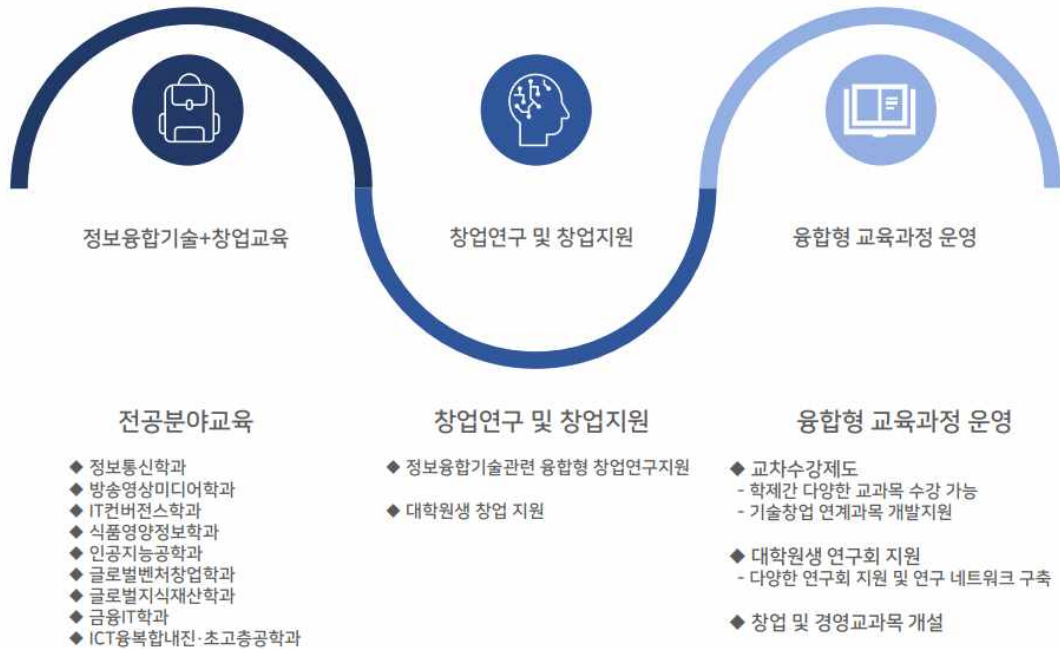 정보융합기술+창업교육
창업연구 및 창업지원
융합형 교육과정 운영
전공분야교육
◆ 정보통신학과
◆ 방송영상미디어학과
◆ IT컨버전스학과
◆ 식품영양정보학과
◆ 인공지능공학과
◆ 글로벌벤처창업학과
◆ 글로벌지식재산학과
◆ 금융IT학과
◆ ICT융복합내진·초고층공학과
창업연구 및 창업지원
◆ 정보융합기술관련 융합형 창업연구지원
◆ 대학원생 창업 지원
융합형 교육과정 운영
◆ 교차수강제도
- 학제간 다양한 교과목 수강 가능
- 기술창업 연계과목 개발지원
◆ 대학원생 연구회 지원
- 다양한 연구회 지원 및 연구 네트워크 구축
◆ 창업 및 경영교과목 개설